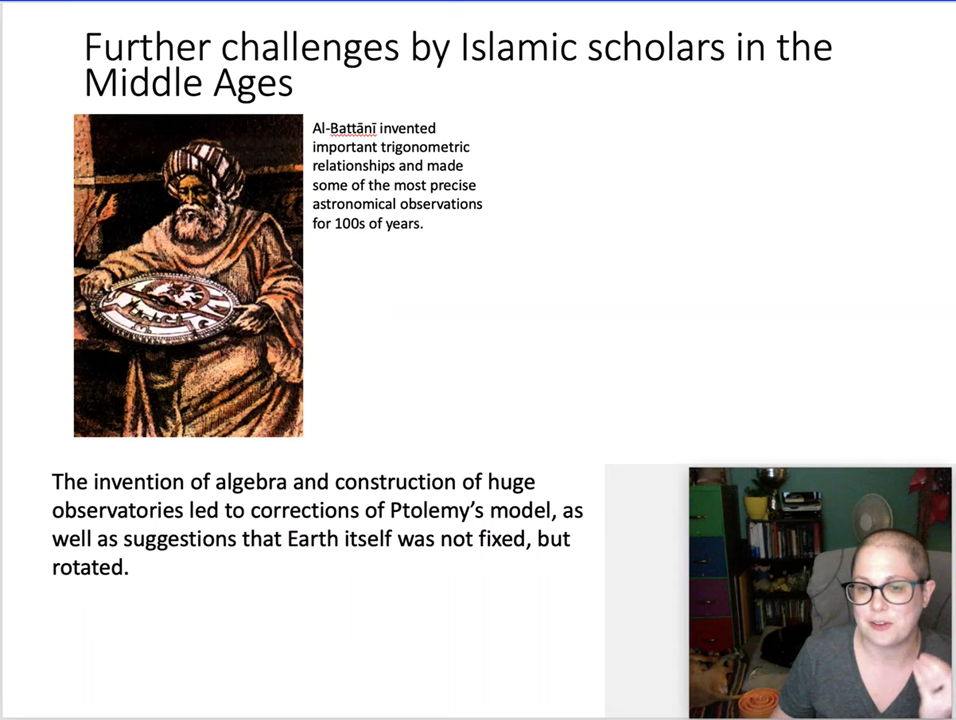 Further challenges by Islamic scholars in the
Middle Ages
Al-Battānī invented
important trigonometric
relationships and made
some of the most precise
astronomical observations
for 100s of years.
The invention of algebra and construction of huge
observatories led to corrections of Ptolemy’s model, as
well as suggestions that Earth itself was not fixed, but
rotated.